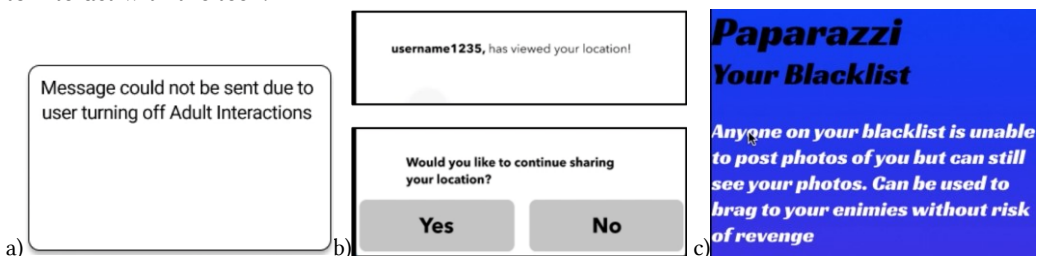 a)
Message could not be sent due to
user turning off Adult Interactions
b)
username1235, has viewed your location!
Would you like to continue sharing
your location?
Yes
No
c)
Paparazzi
Your Blacklist
Anyone on your blacklist is unable
to post photos of you but can still
see your photos. Can be used to
brag to your enimies without risk
of revenge